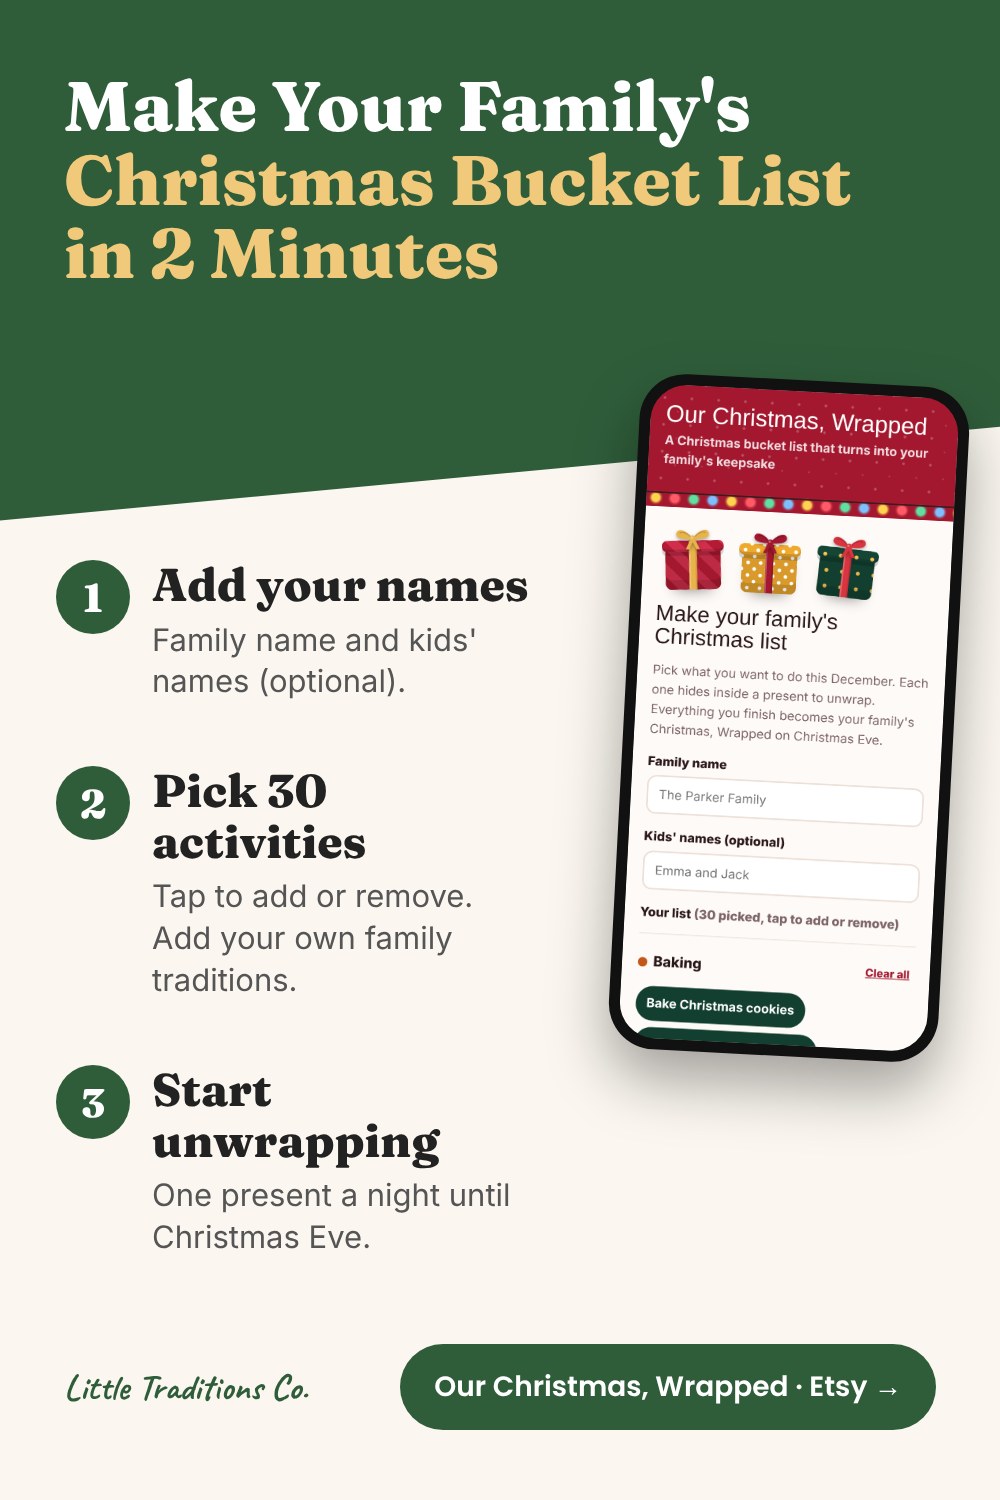 Make Your Family's
Christmas Bucket List
in 2 Minutes
1
Add your names
Family name and kids'
names (optional).
2
Pick 30
activities
Tap to add or remove.
Add your own family
traditions.
3
Start
unwrapping
One present a night until
Christmas Eve.
Our Christmas, Wrapped
A Christmas bucket list that turns into your
family's keepsake
Make your family's
Christmas list
Pick what you want to do this December. Each
one hides inside a present to unwrap.
Everything you finish becomes your family's
Christmas, Wrapped on Christmas Eve.
Family name
The Parker Family
Kids' names (optional)
Emma and Jack
Your list (30 picked, tap to add or remove)
Baking
Clear all
Bake Christmas cookies
Little Traditions Co.
Our Christmas, Wrapped · Etsy →